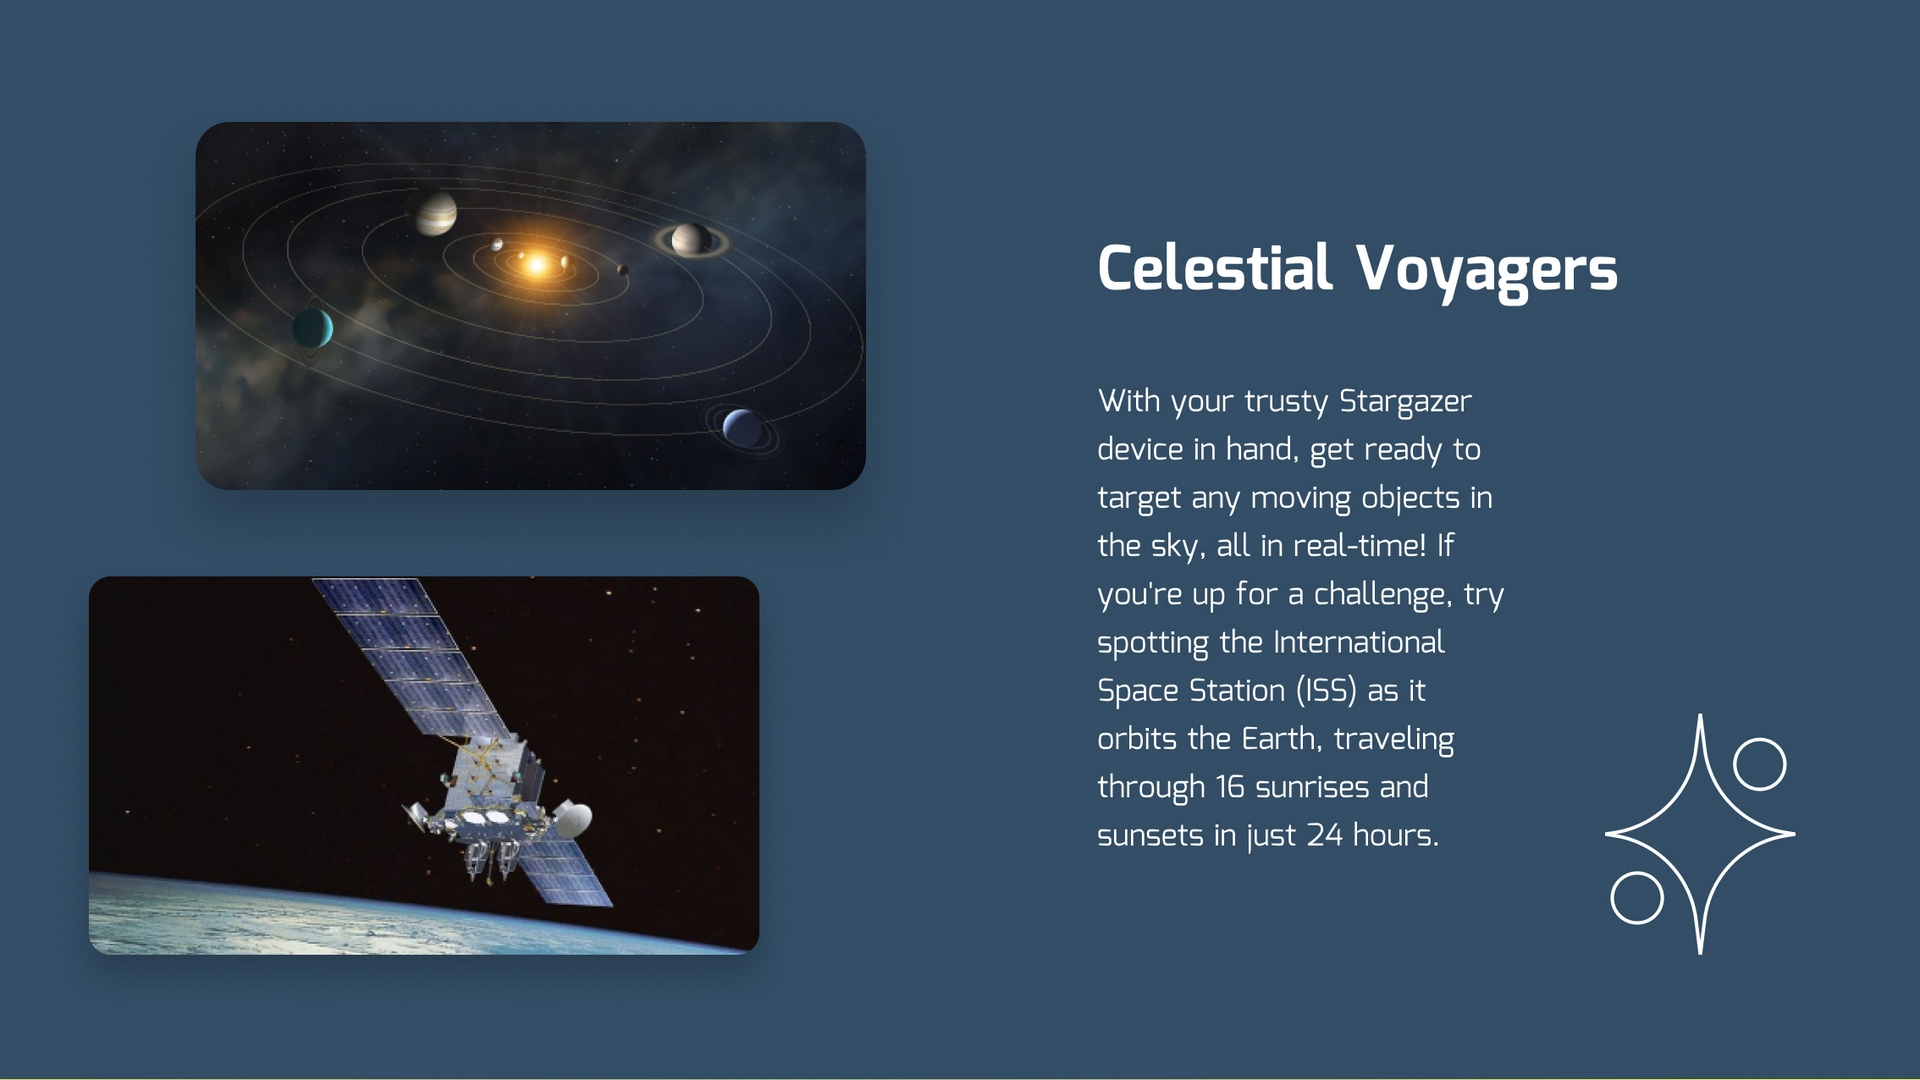 Celestial Voyagers
With your trusty Stargazer
device in hand, get ready to
target any moving objects in
the sky, all in real-time! If
you're up for a challenge, try
spotting the International
Space Station (ISS) as it
orbits the Earth, traveling
through 16 sunrises and
sunsets in just 24 hours.